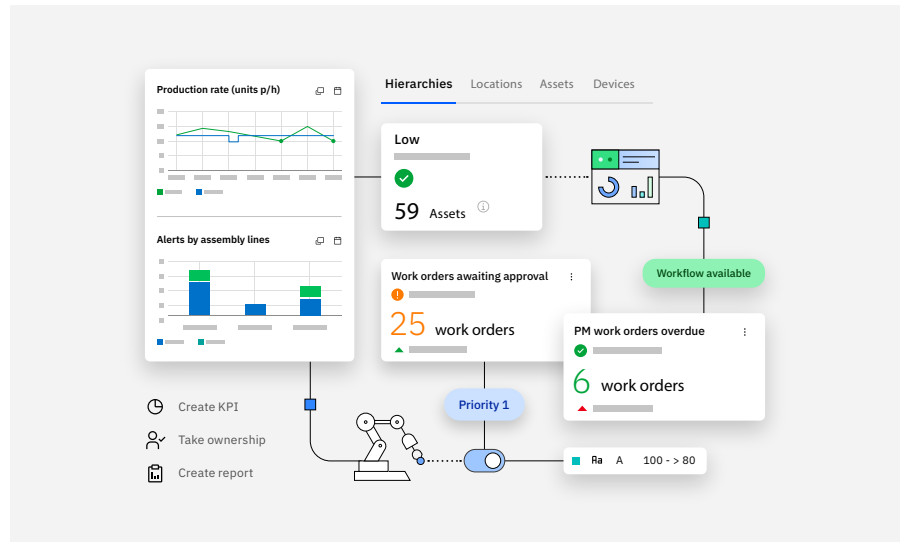 Production rate (units p/h)
Alerts by assembly lines
Hierarchies Locations Assets Devices
Low
59 Assets
Workflow available
Work orders awaiting approval
25 work orders
PM work orders overdue
6 work orders
Priority 1
Create KPI
Take ownership
Create report
Aa A 100 - > 80